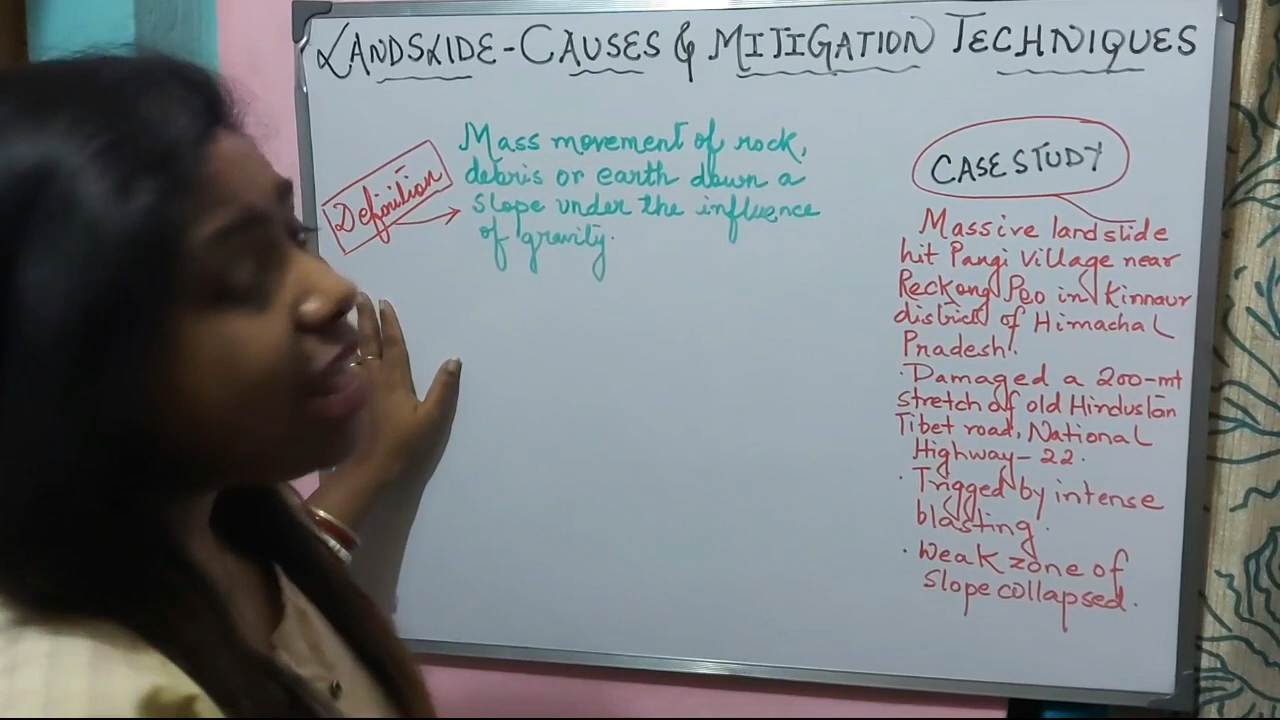 LANDSLIDE-CAUSES & MITIGATION TECHNIQUES
Definition
Mass movement of rock,
debris or earth down a
slope under the influence
of gravity.
CASE STUDY
Massive landslide
hit Pangi village near
Reckong Peo in Kinnaur
district of Himachal
Pradesh.
·Damaged a 200-mt
stretch of old Hindustan
Tibet road, National
Highway-22.
·Trigged by intense
blasting.
·Weak zone of
slope collapsed.